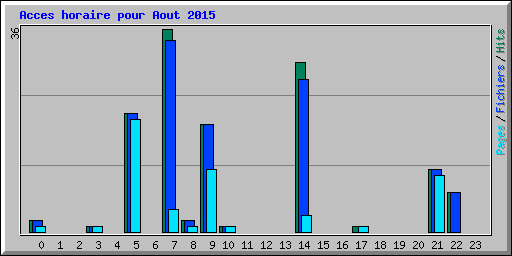 Acces horaire pour Aout 2015
36
Pages/Fichiers/Hits
0 1 2 3 4 5 6 7 8 9 10 11 12 13 14 15 16 17 18 19 20 21 22 23